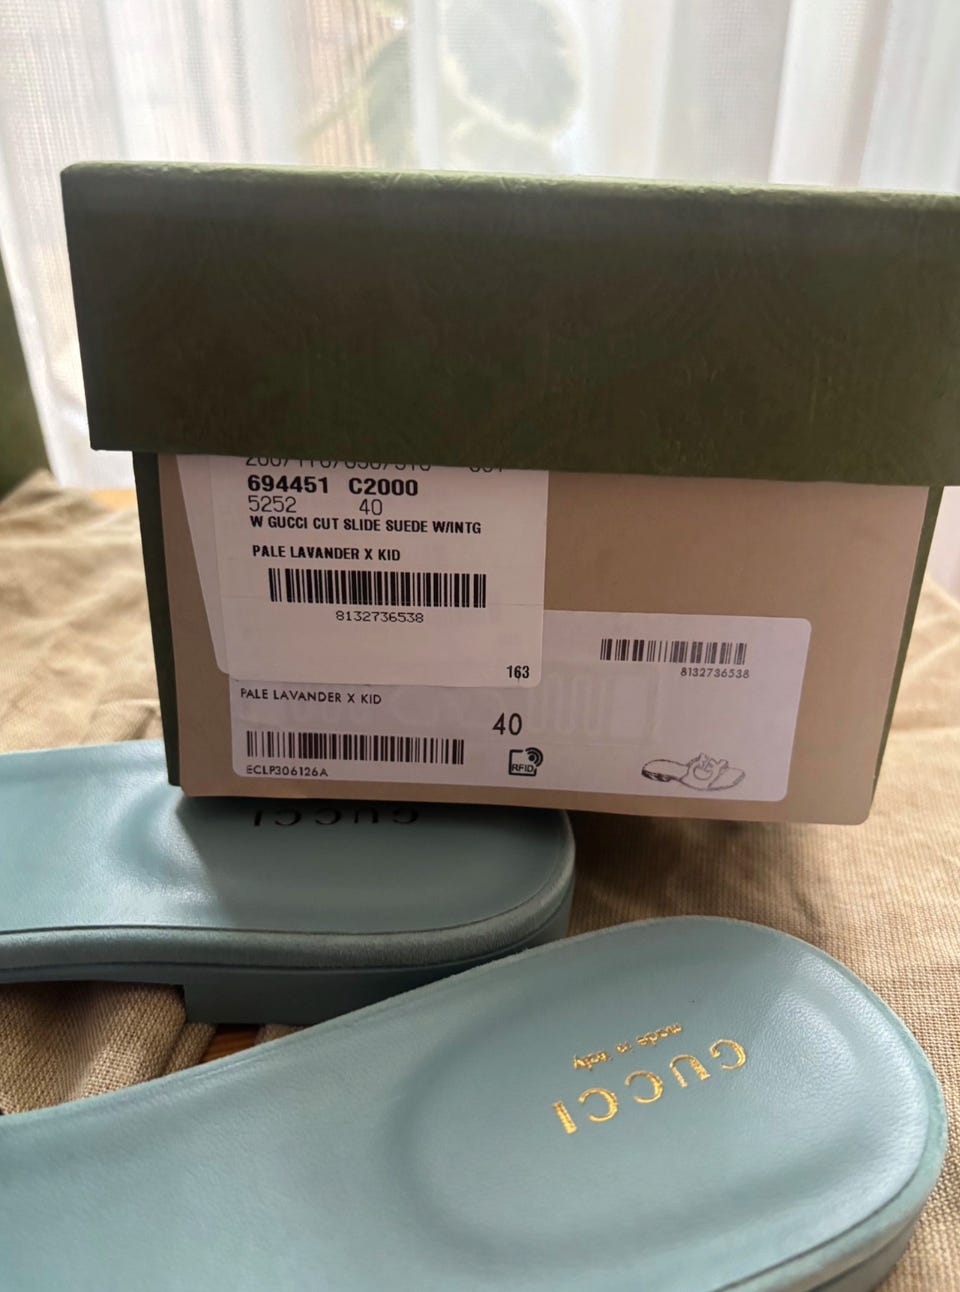 694451 C2000
5252 40
W GUCCI CUT SLIDE SUEDE W/INTG
PALE LAVANDER X KID
8132736538
163
8132736538
PALE LAVANDER X KID
40
ECLP306126A
RFID
GUCCI
GUCCI
made in italy